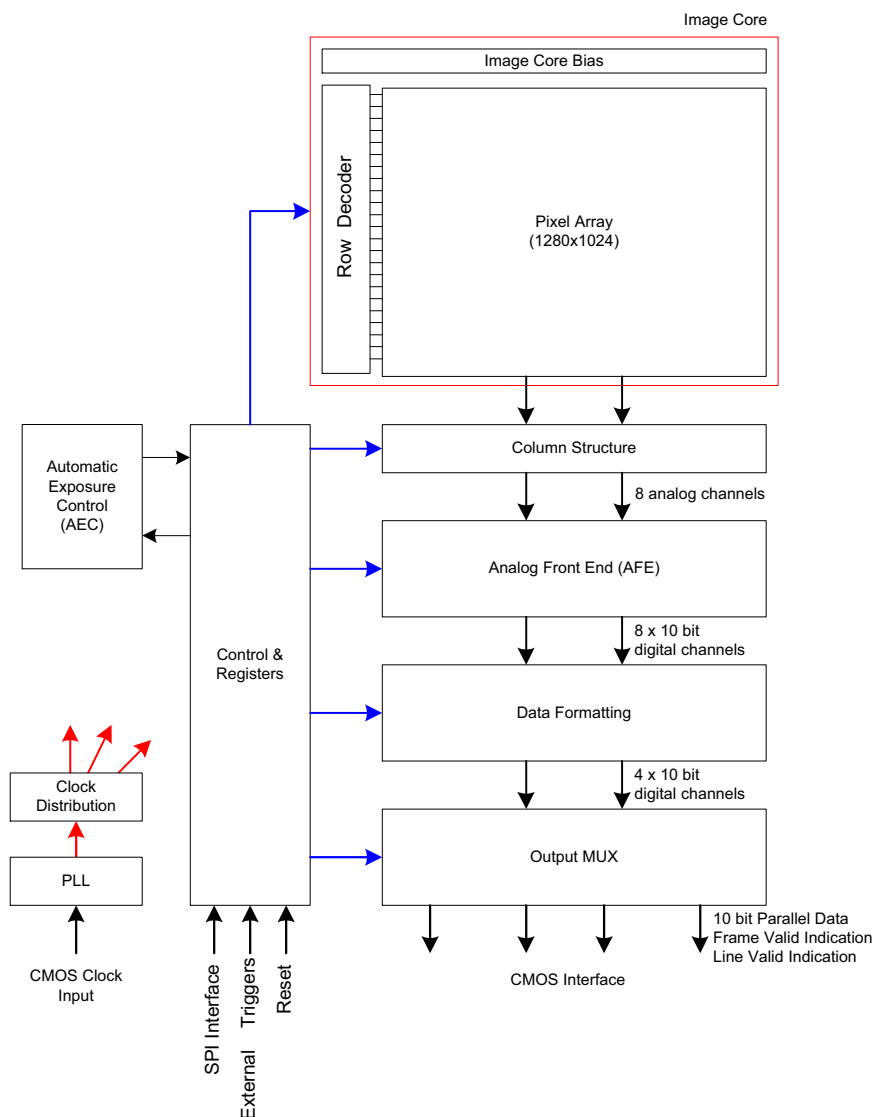 Image Core
Image Core Bias
Row Decoder
Pixel Array
(1280x1024)
Automatic
Exposure
Control
(AEC)
Column Structure
8 analog channels
Analog Front End (AFE)
8 x 10 bit
digital channels
Control &
Registers
Data Formatting
4 x 10 bit
digital channels
Clock
Distribution
PLL
Output MUX
10 bit Parallel Data
Frame Valid Indication
Line Valid Indication
CMOS Interface
CMOS Clock
Input
SPI Interface
External Triggers
Reset